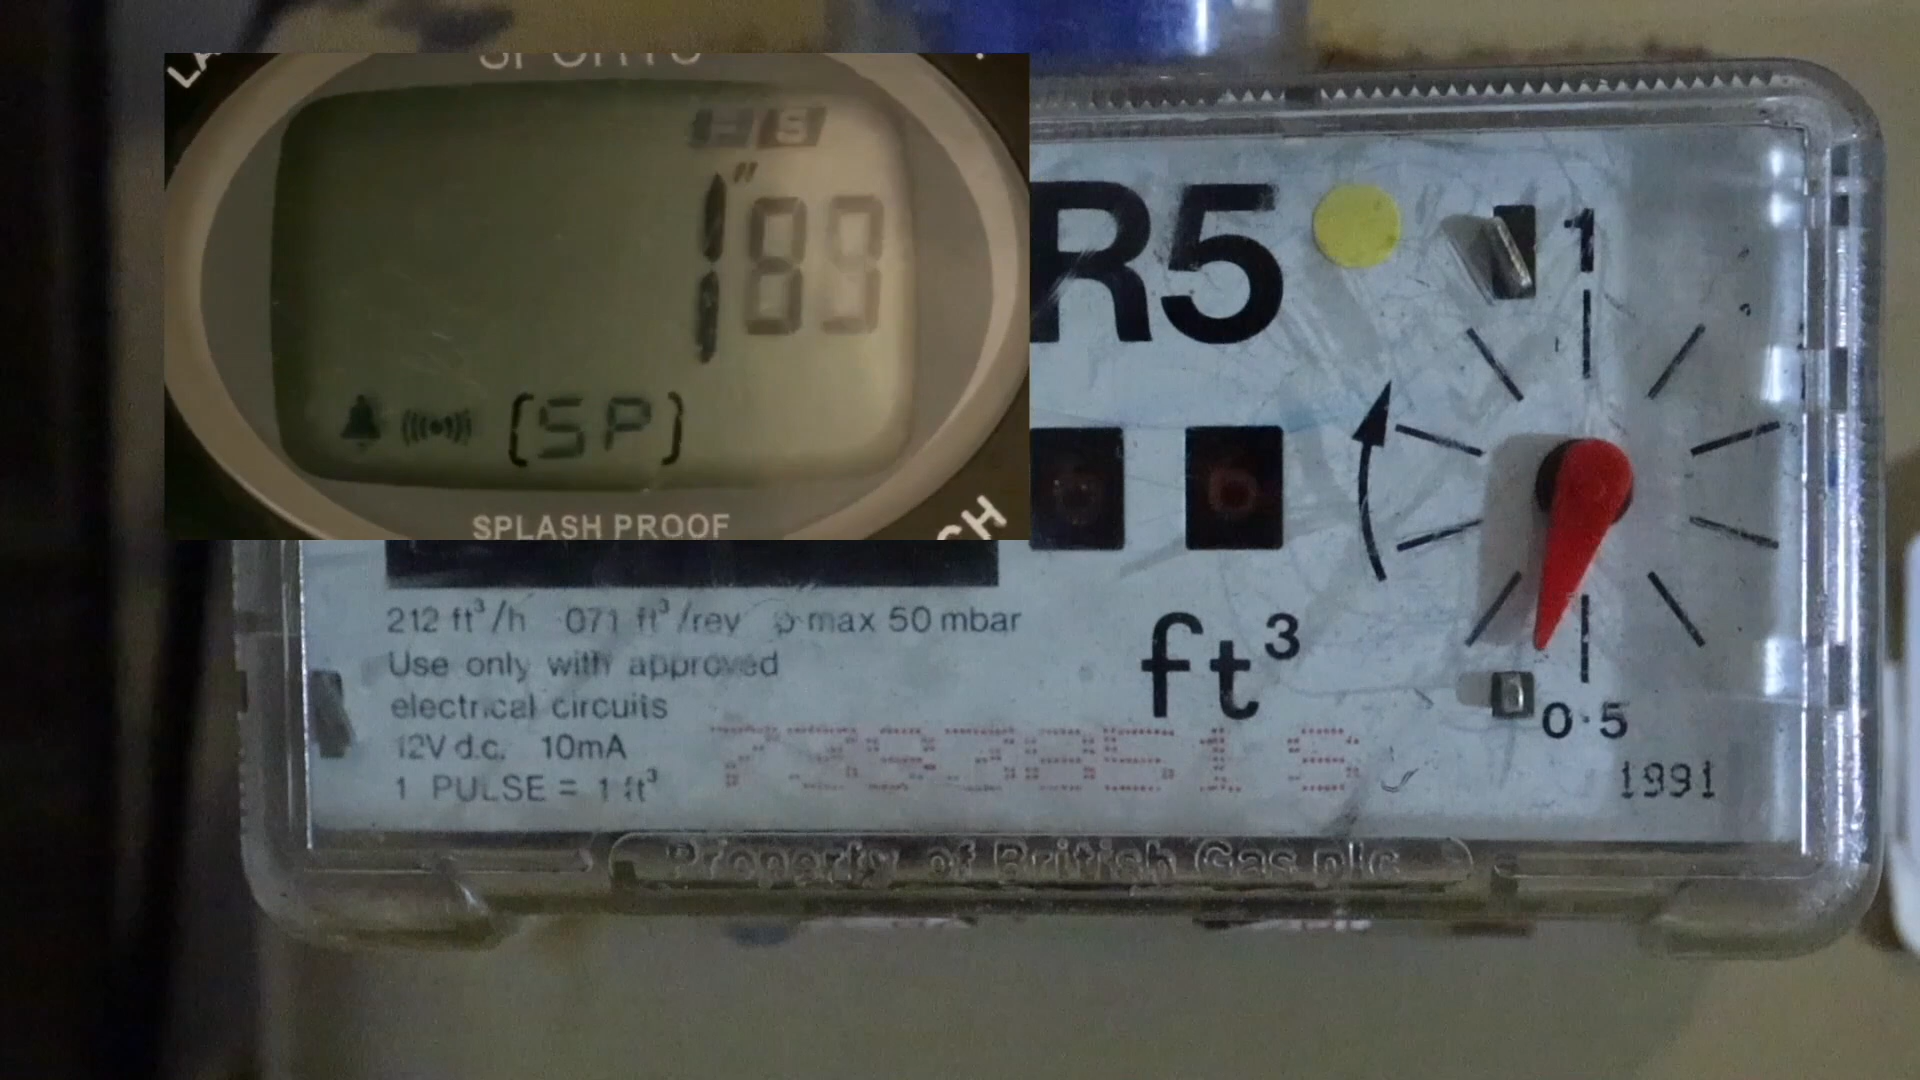 S
1"89
(SP)
SPLASH PROOF
CH
R5
1
212 ft³/h ·071 ft³/rev p max 50 mbar
Use only with approved
electrical circuits
12V d.c. 10mA
1 PULSE = 1 ft³
ft³
0·5
1991
Property of British Gas plc